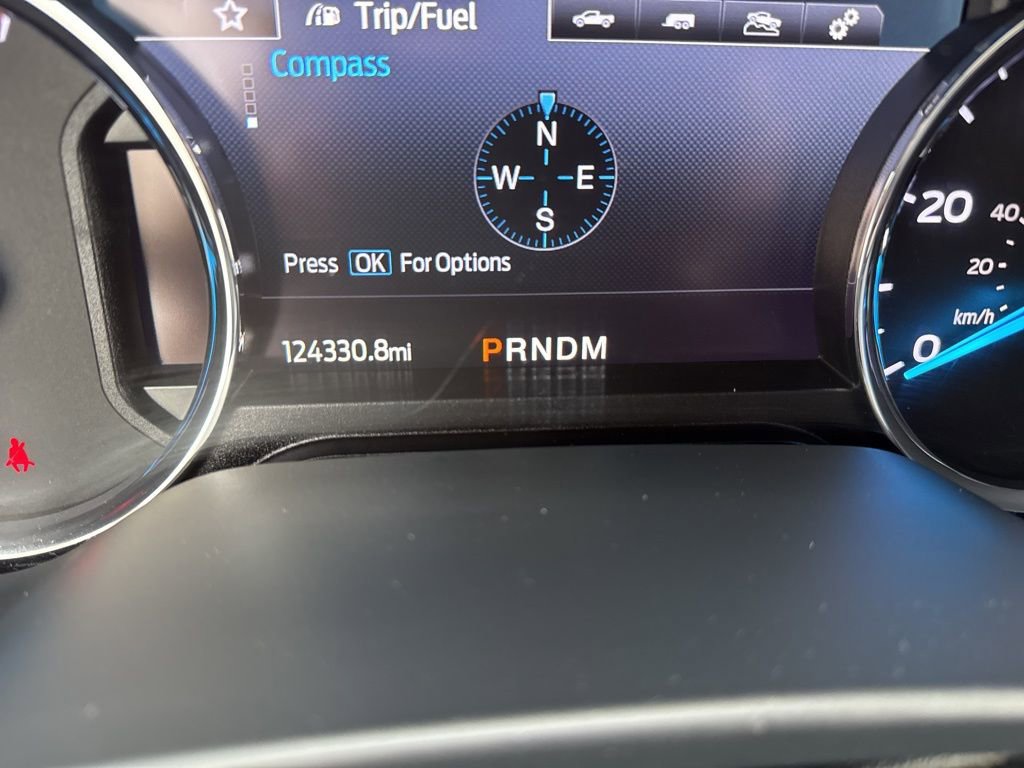 Trip/Fuel
Compass
N
W E
S
Press OK For Options
124330.8mi PRNDM
20
40
20
km/h
0